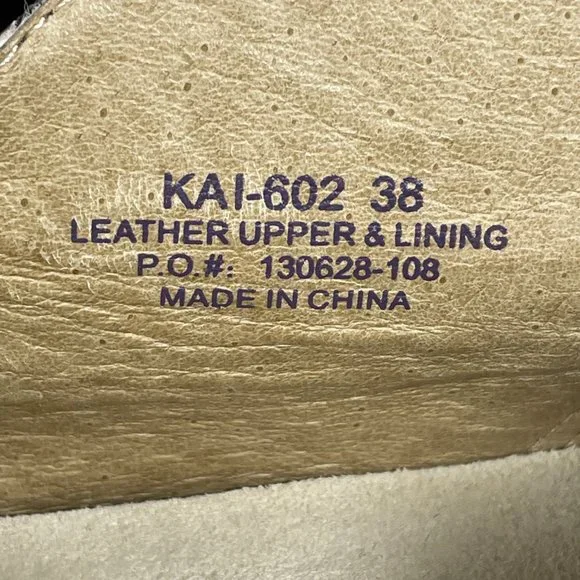 KAI-602 38
LEATHER UPPER & LINING
P.O.#: 130628-108
MADE IN CHINA